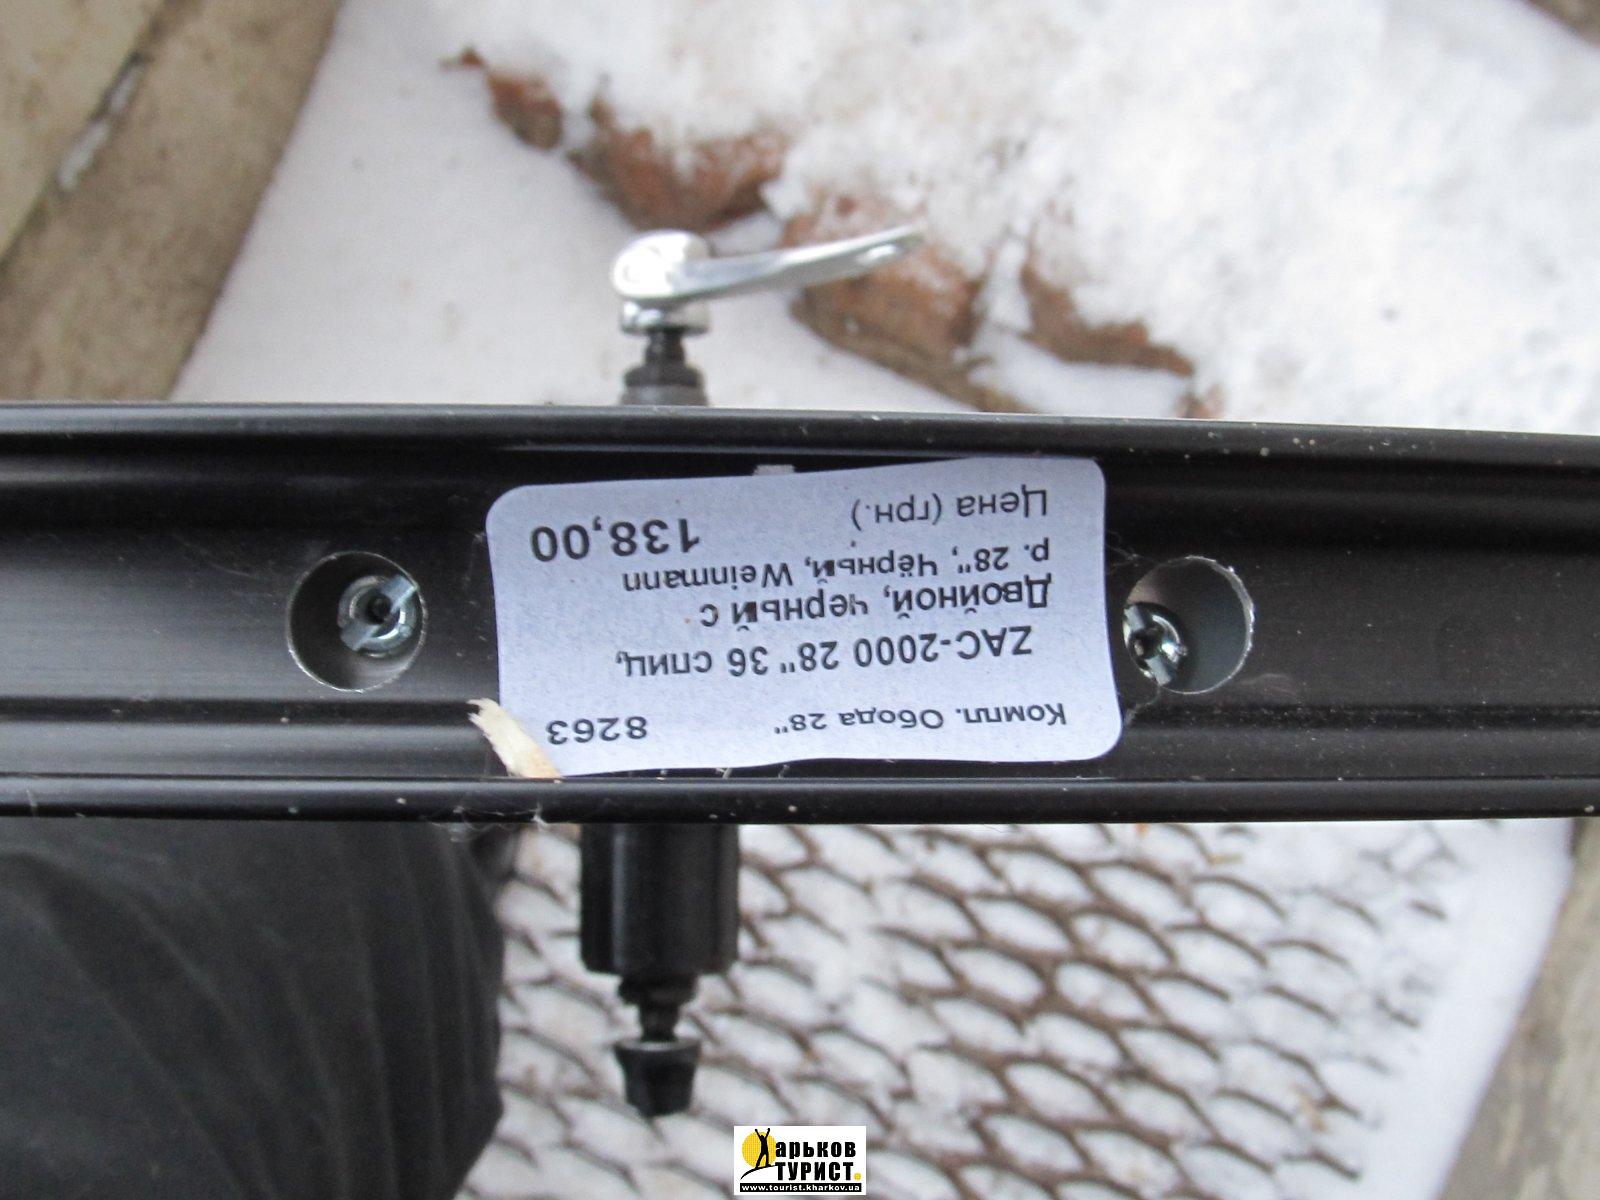 Компл. Обода 28" 8263
ZAC-2000 28" 36 спиц,
Двойной, черный с
р. 28", чёрный, Weinmann
Цена (грн.) 138,00
Харьков
ТУРИСТ.
www.tourist.kharkov.ua